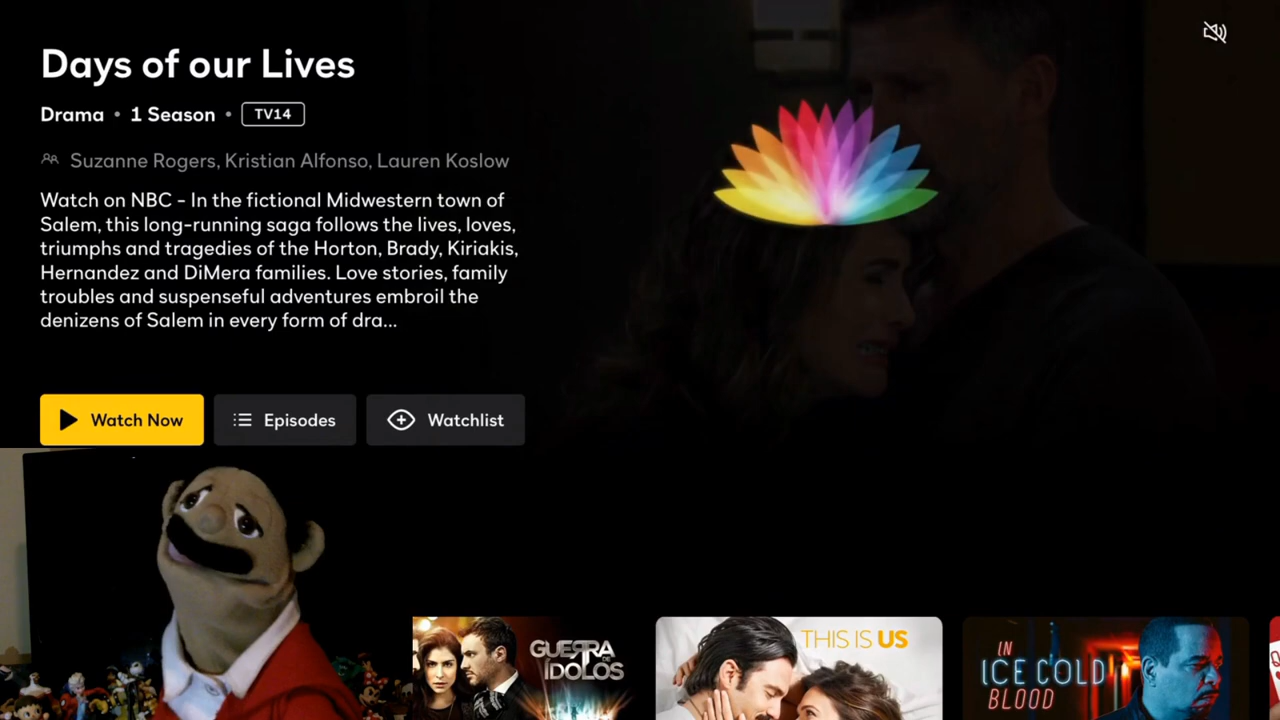 Days of our Lives
Drama • 1 Season • TV14
Suzanne Rogers, Kristian Alfonso, Lauren Koslow
Watch on NBC - In the fictional Midwestern town of
Salem, this long-running saga follows the lives, loves,
triumphs and tragedies of the Horton, Brady, Kiriakis,
Hernandez and DiMera families. Love stories, family
troubles and suspenseful adventures embroil the
denizens of Salem in every form of dra...
Watch Now
Episodes
Watchlist
GUERRA
DE
ÍDOLOS
THIS IS US
IN
ICE COLD
BLOOD